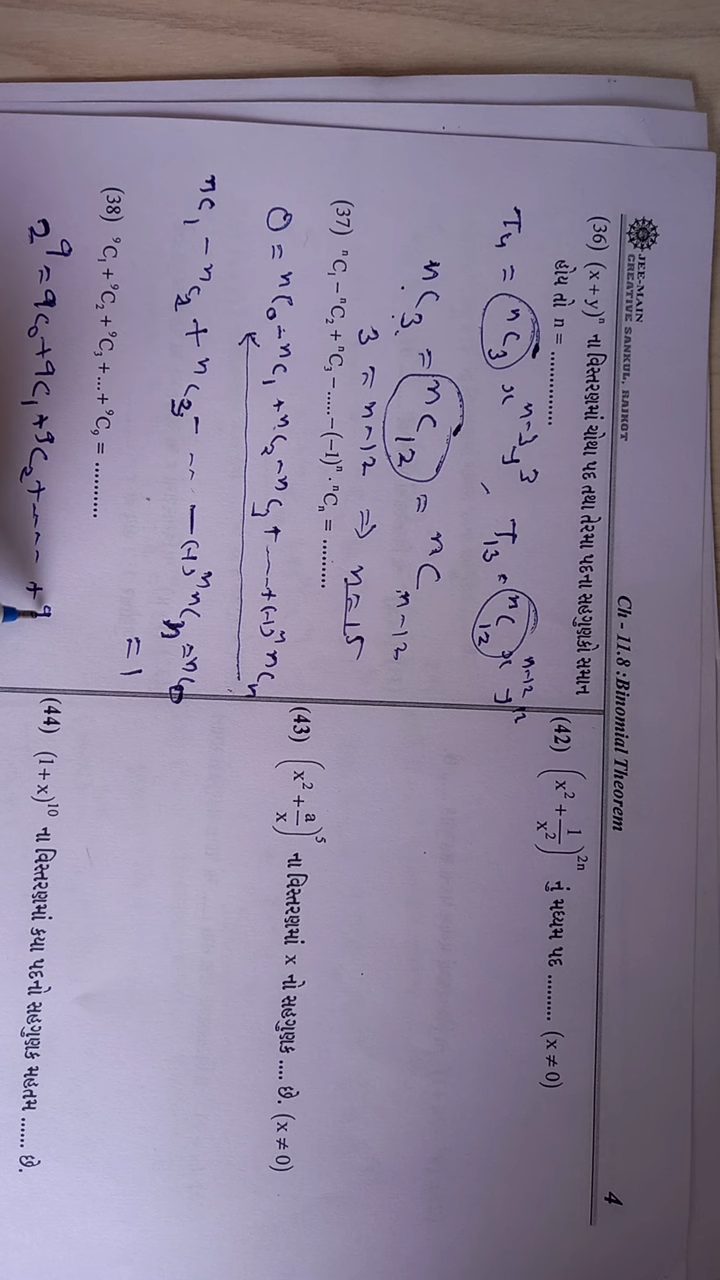 JEE-MAIN
CREATIVE SANKUL, RAJKOT
Ch - 11.8 : Binomial Theorem
4
(36) (x + y)ⁿ ના વિસ્તરણમાં ચોથા પદ તથા તેરમા પદના સહગુણકો સમાન
હોય તો n = ................
T₄ = ⁿC₃ xⁿ⁻³y³, T₁₃ = ⁿC₁₂ xⁿ⁻¹² y¹²
ⁿC₃ = ⁿC₁₂ = ⁿCₙ₋₁₂
3 = n - 12 ⇒ n = 15
(37) ⁿC₁ – ⁿC₂ + ⁿC₃ – ...... – (–1)ⁿ · ⁿCₙ = ..........
0 = ⁿC₀ - ⁿC₁ + ⁿC₂ - ⁿC₃ + ---- + (-1)ⁿ ⁿCₙ
ⁿC₁ - ⁿC₂ + ⁿC₃ - ---- - (-1)ⁿ ⁿCₙ = ⁿC₀
= 1
(38) ⁹C₁ + ⁹C₂ + ⁹C₃ + ... + ⁹C₉ = ...........
2⁹ = 9C₀ + 9C₁ + 9C₂ + ---- + 9
(42) (x² + 1/x²)²ⁿ નું મધ્યમ પદ ......... (x ≠ 0)
(43) (x² + a/x)⁵ ના વિસ્તરણમાં x નો સહગુણક .... છે. (x ≠ 0)
(44) (1 + x)¹⁰ ના વિસ્તરણમાં કયા પદનો સહગુણક મહત્તમ ...... છે.